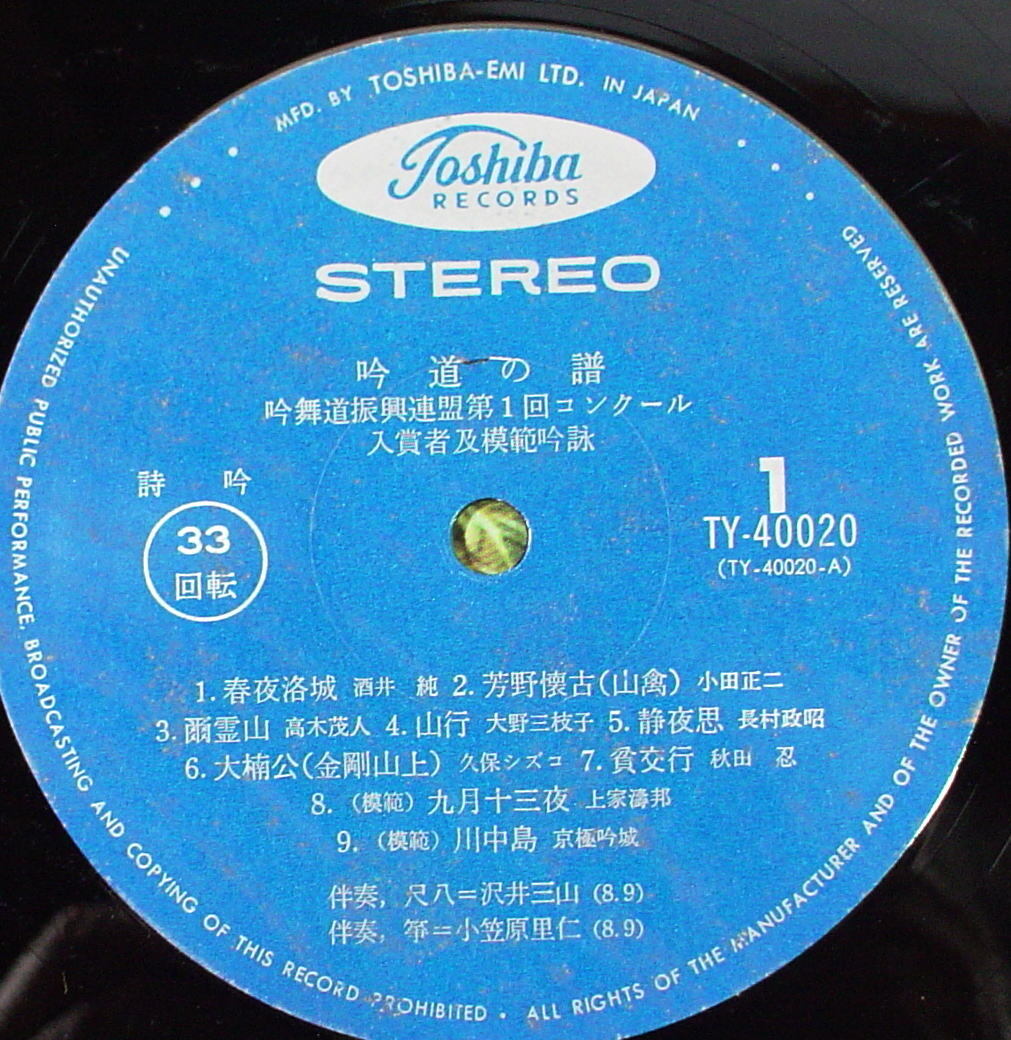 MFD. BY TOSHIBA-EMI LTD. IN JAPAN
Toshiba
RECORDS
STEREO
吟道の譜
吟舞道振興連盟第1回コンクール
入賞者及模範吟詠
詩吟
33
回転
1
TY-40020
(TY-40020-A)
1. 春夜洛城 酒井 純 2. 芳野懐古(山禽) 小田正二
3. 爾霊山 高木茂人 4. 山行 大野三枝子 5. 静夜思 長村政昭
6. 大楠公(金剛山上) 久保シズコ 7. 貧交行 秋田 忍
8. (模範) 九月十三夜 上家濤邦
9. (模範) 川中島 京極吟城
伴奏, 尺八=沢井三山 (8.9)
伴奏, 箏=小笠原里仁 (8.9)
UNAUTHORIZED PUBLIC PERFORMANCE, BROADCASTING AND COPYING OF THIS RECORD PROHIBITED • ALL RIGHTS OF THE MANUFACTURER AND OF THE OWNER OF THE RECORDED WORK ARE RESERVED